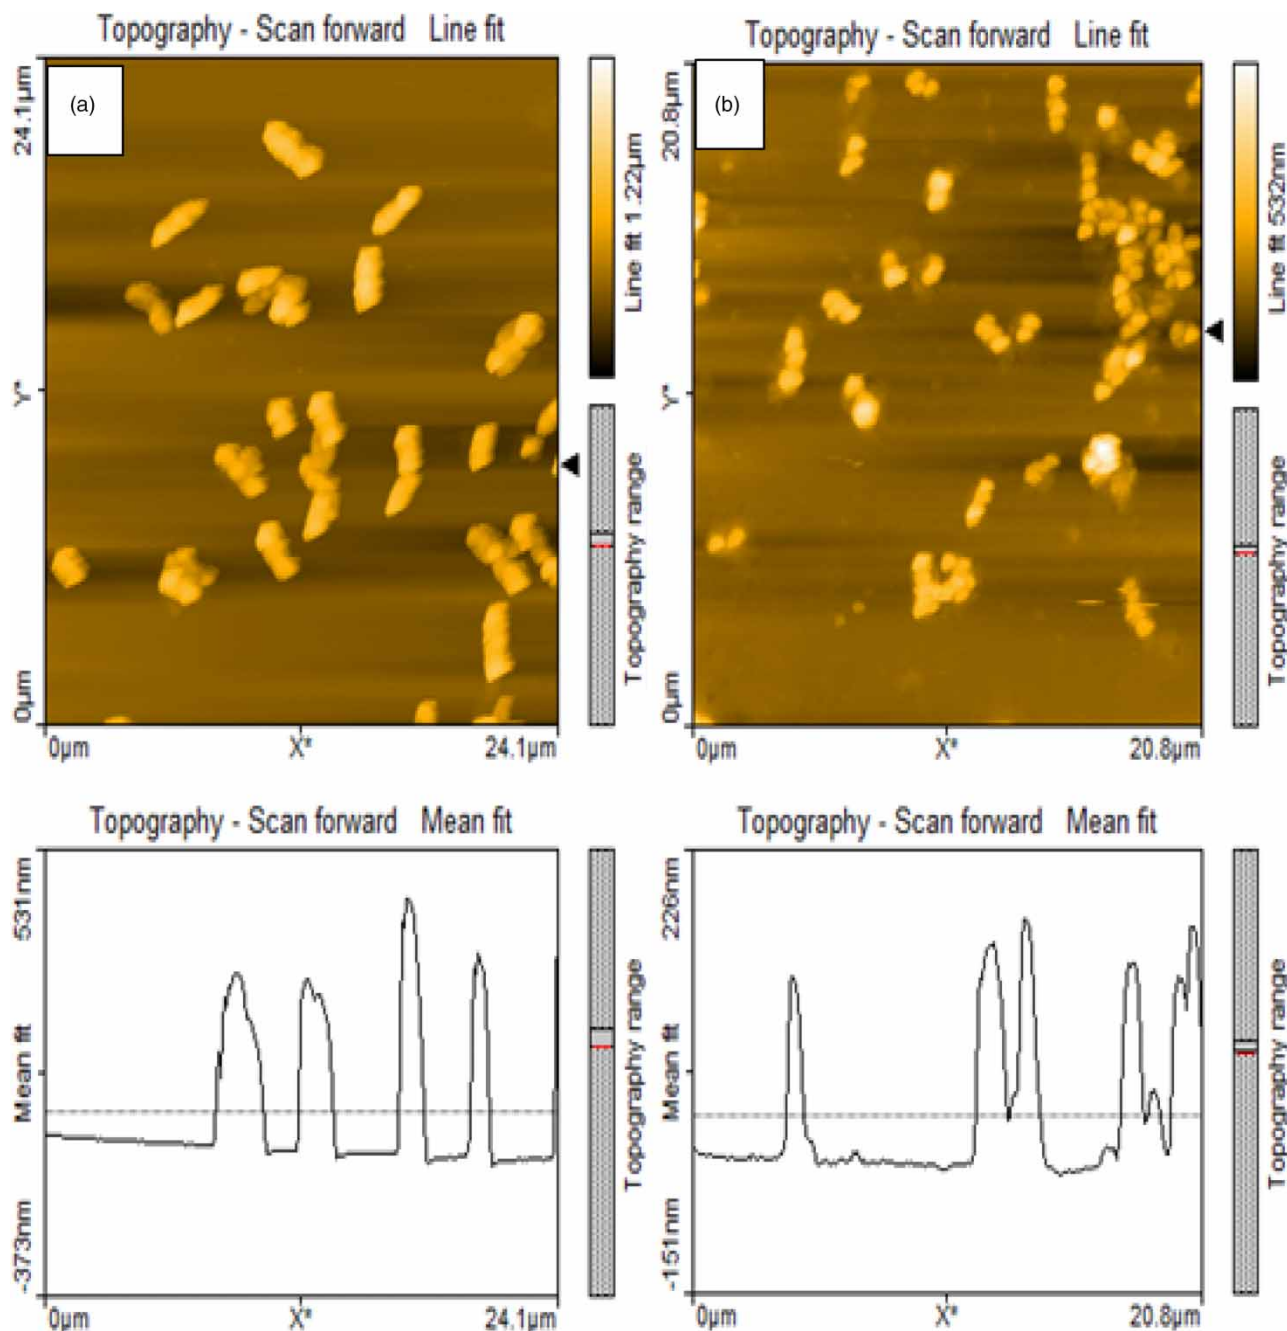 Topography - Scan forward Line fit
(a)
24.1µm
Y*
0µm
0µm X* 24.1µm
Line fit 1.22µm
Topography range
Topography - Scan forward Line fit
(b)
20.8µm
Y*
0µm
0µm X* 20.8µm
Line fit 532nm
Topography range
Topography - Scan forward Mean fit
531nm
Mean fit
-373nm
0µm X* 24.1µm
Topography range
Topography - Scan forward Mean fit
226nm
Mean fit
-151nm
0µm X* 20.8µm
Topography range